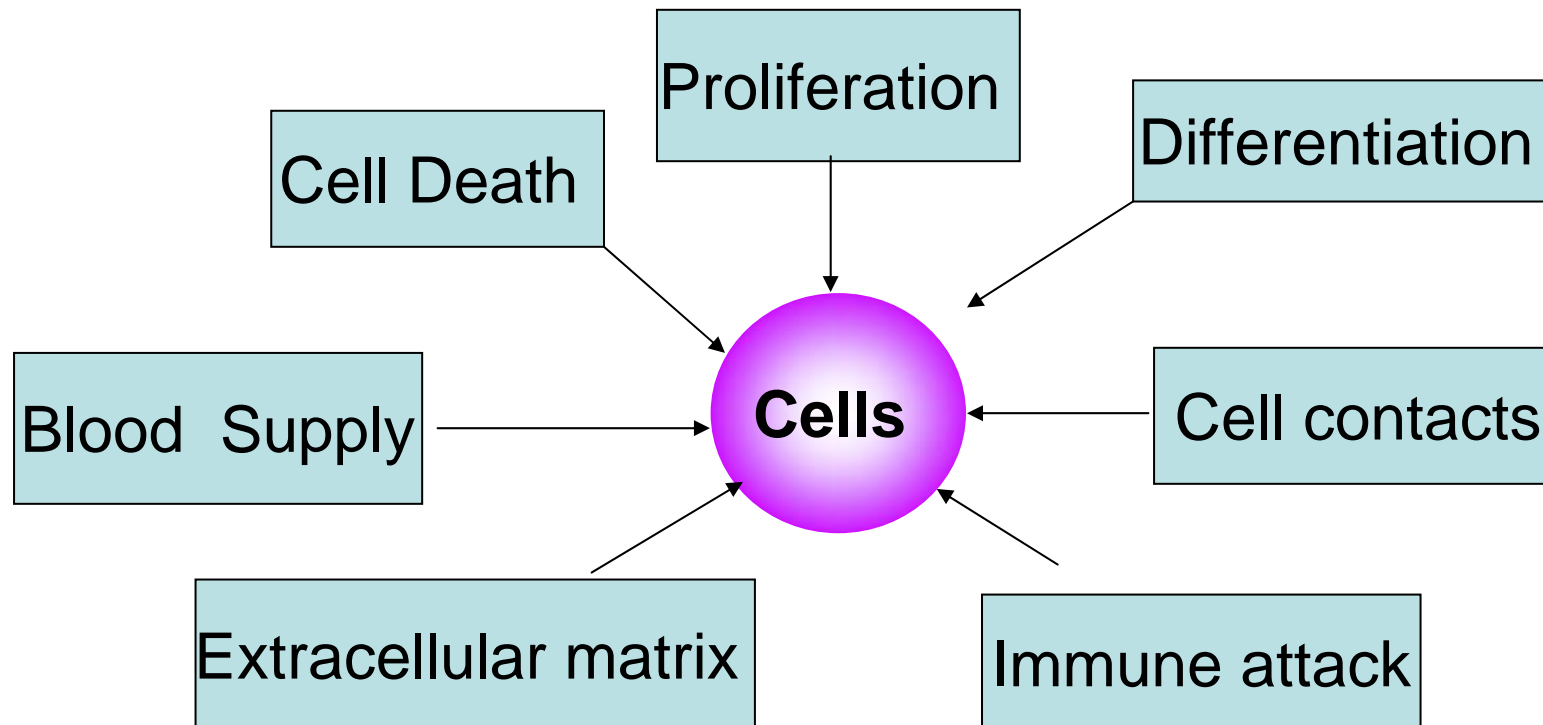 Proliferation
Differentiation
Cell Death
Cells
Cell contacts
Blood  Supply
Extracellular matrix
Immune attack